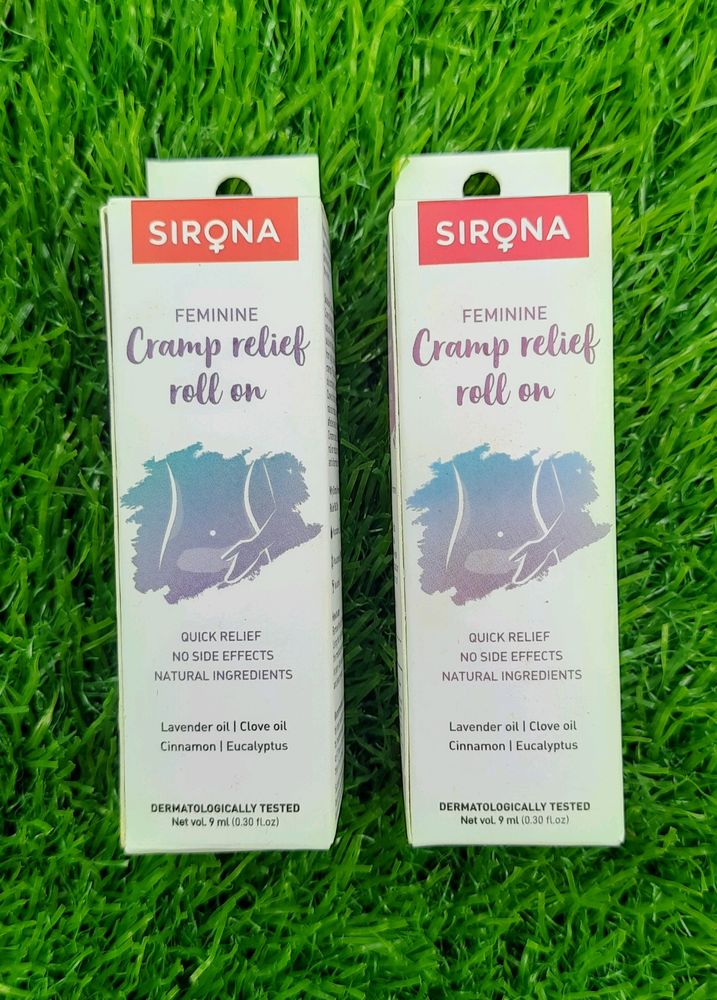 SIRONA
FEMININE
Cramp relief
roll on
QUICK RELIEF
NO SIDE EFFECTS
NATURAL INGREDIENTS
Lavender oil | Clove oil
Cinnamon | Eucalyptus
DERMATOLOGICALLY TESTED
Net vol. 9 ml (0.30 fl.oz)
SIRONA
FEMININE
Cramp relief
roll on
QUICK RELIEF
NO SIDE EFFECTS
NATURAL INGREDIENTS
Lavender oil | Clove oil
Cinnamon | Eucalyptus
DERMATOLOGICALLY TESTED
Net vol. 9 ml (0.30 fl.oz)